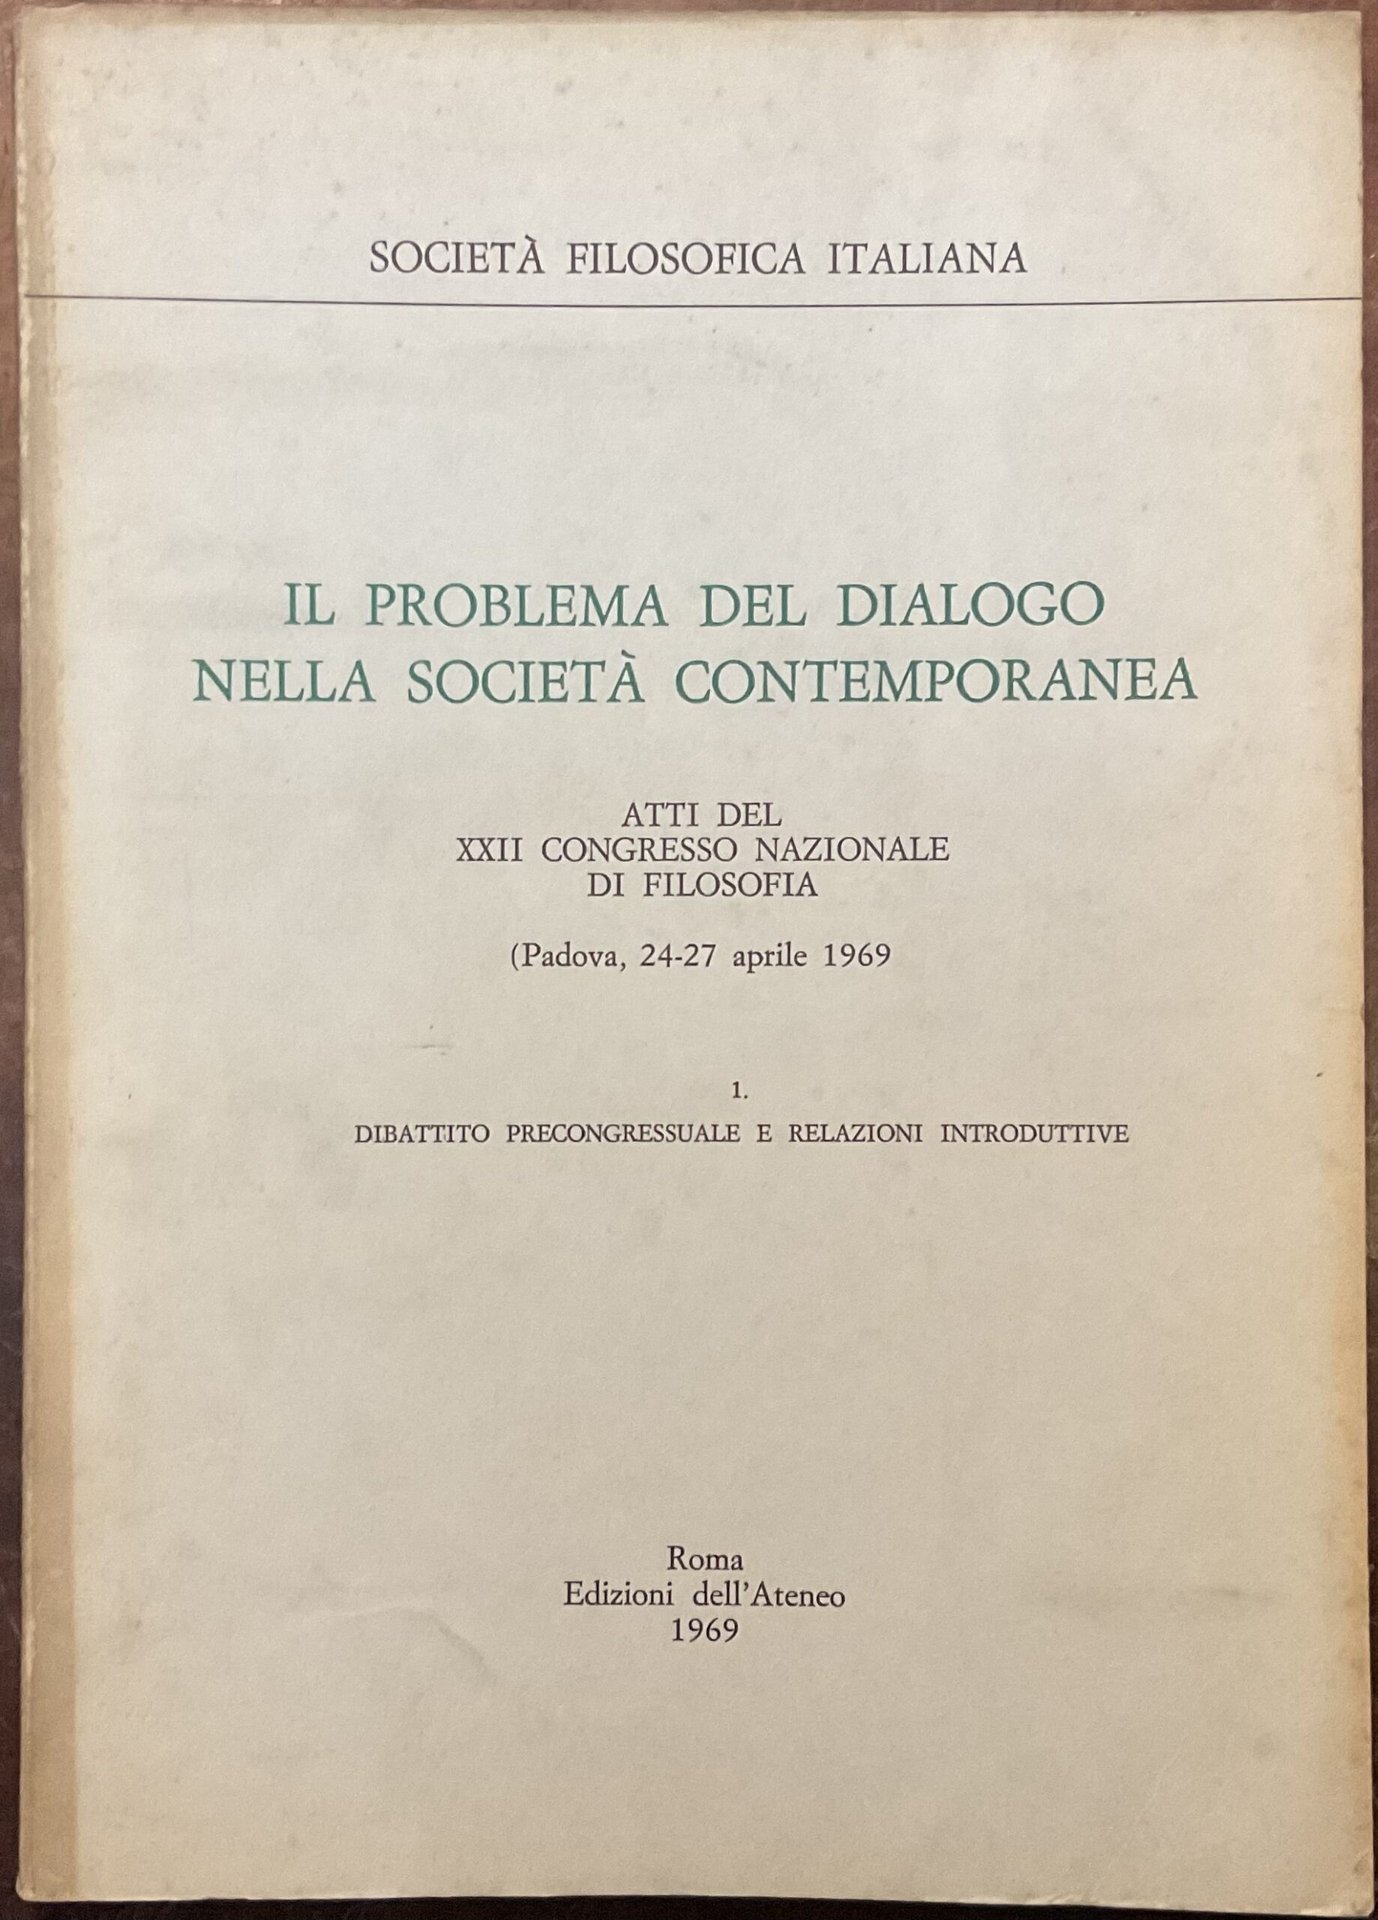 SOCIETÀ FILOSOFICA ITALIANA
IL PROBLEMA DEL DIALOGO
NELLA SOCIETÀ CONTEMPORANEA
ATTI DEL
XXII CONGRESSO NAZIONALE
DI FILOSOFIA
(Padova, 24-27 aprile 1969
1.
DIBATTITO PRECONGRESSUALE E RELAZIONI INTRODUTTIVE
Roma
Edizioni dell'Ateneo
1969